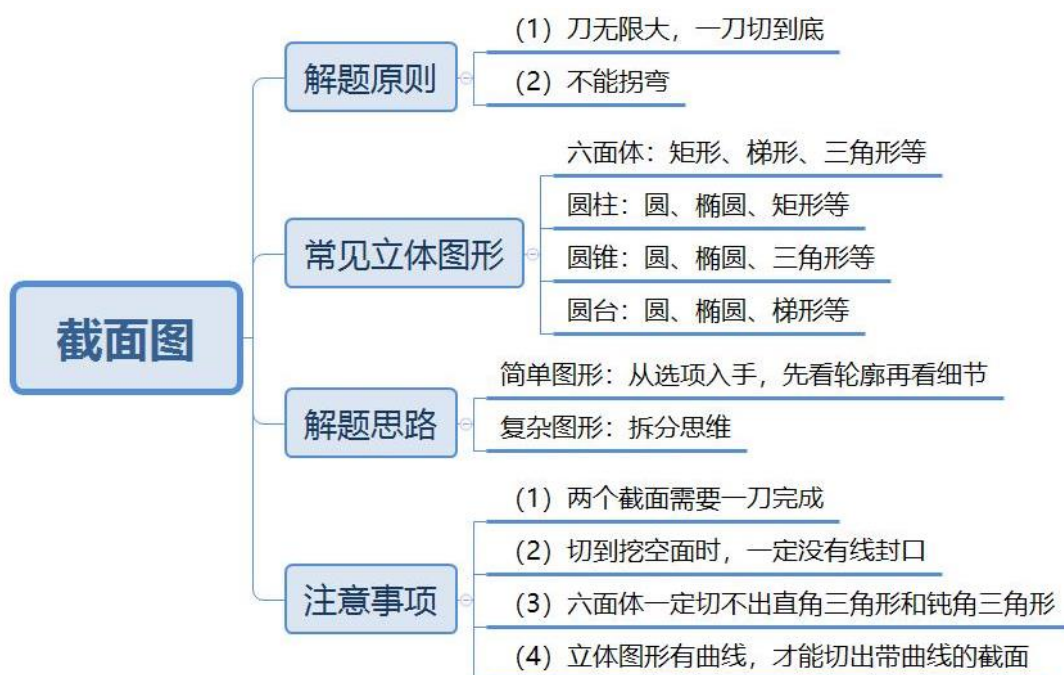 截面图
解题原则
（1）刀无限大，一刀切到底
（2）不能拐弯
常见立体图形
六面体：矩形、梯形、三角形等
圆柱：圆、椭圆、矩形等
圆锥：圆、椭圆、三角形等
圆台：圆、椭圆、梯形等
解题思路
简单图形：从选项入手，先看轮廓再看细节
复杂图形：拆分思维
注意事项
（1）两个截面需要一刀完成
（2）切到挖空面时，一定没有线封口
（3）六面体一定切不出直角三角形和钝角三角形
（4）立体图形有曲线，才能切出带曲线的截面